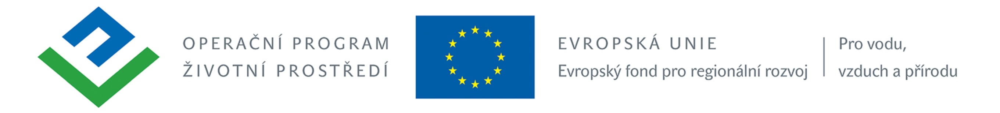 OPERAČNÍ PROGRAM
ŽIVOTNÍ PROSTŘEDÍ
EVROPSKÁ UNIE
Evropský fond pro regionální rozvoj
Pro vodu,
vzduch a přírodu